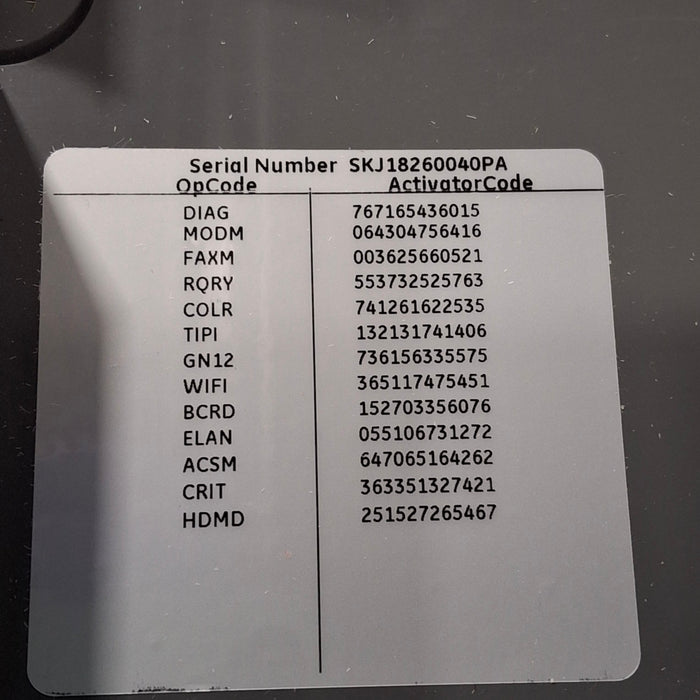 Serial Number SKJ18260040PA
OpCode ActivatorCode
DIAG 767165436015
MODM 064304756416
FAXM 003625660521
RQRY 553732525763
COLR 741261622535
TIPI 132131741406
GN12 736156335575
WIFI 365117475451
BCRD 152703356076
ELAN 055106731272
ACSM 647065164262
CRIT 363351327421
HDMD 251527265467